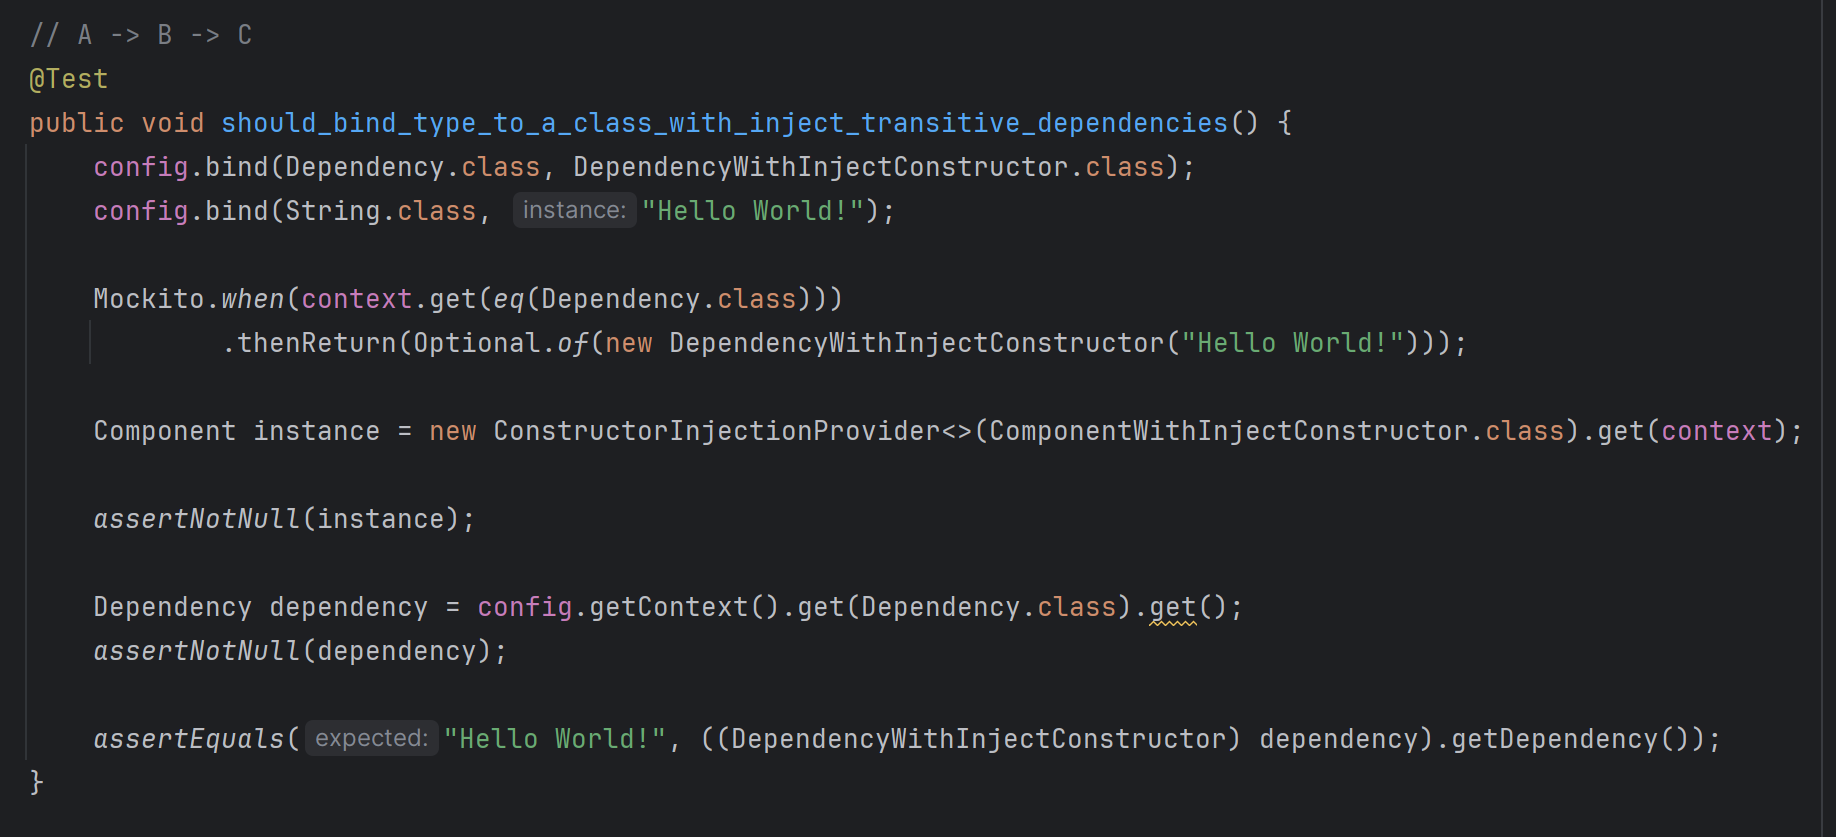 // A -> B -> C
@Test
public void should_bind_type_to_a_class_with_inject_transitive_dependencies() {
config.bind(Dependency.class, DependencyWithInjectConstructor.class);
config.bind(String.class, instance: "Hello World!");
Mockito.when(context.get(eq(Dependency.class)))
.thenReturn(Optional.of(new DependencyWithInjectConstructor("Hello World!")));
Component instance = new ConstructorInjectionProvider<>(ComponentWithInjectConstructor.class).get(context);
assertNotNull(instance);
Dependency dependency = config.getContext().get(Dependency.class).get();
assertNotNull(dependency);
assertEquals( expected: "Hello World!", ((DependencyWithInjectConstructor) dependency).getDependency());
}